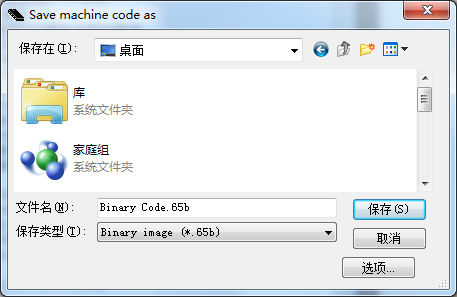 Save machine code as
保存在(I):
桌面
库
系统文件夹
家庭组
系统文件夹
文件名(N):
Binary Code.65b
保存(S)
保存类型(T):
Binary image (*.65b)
取消
选项...